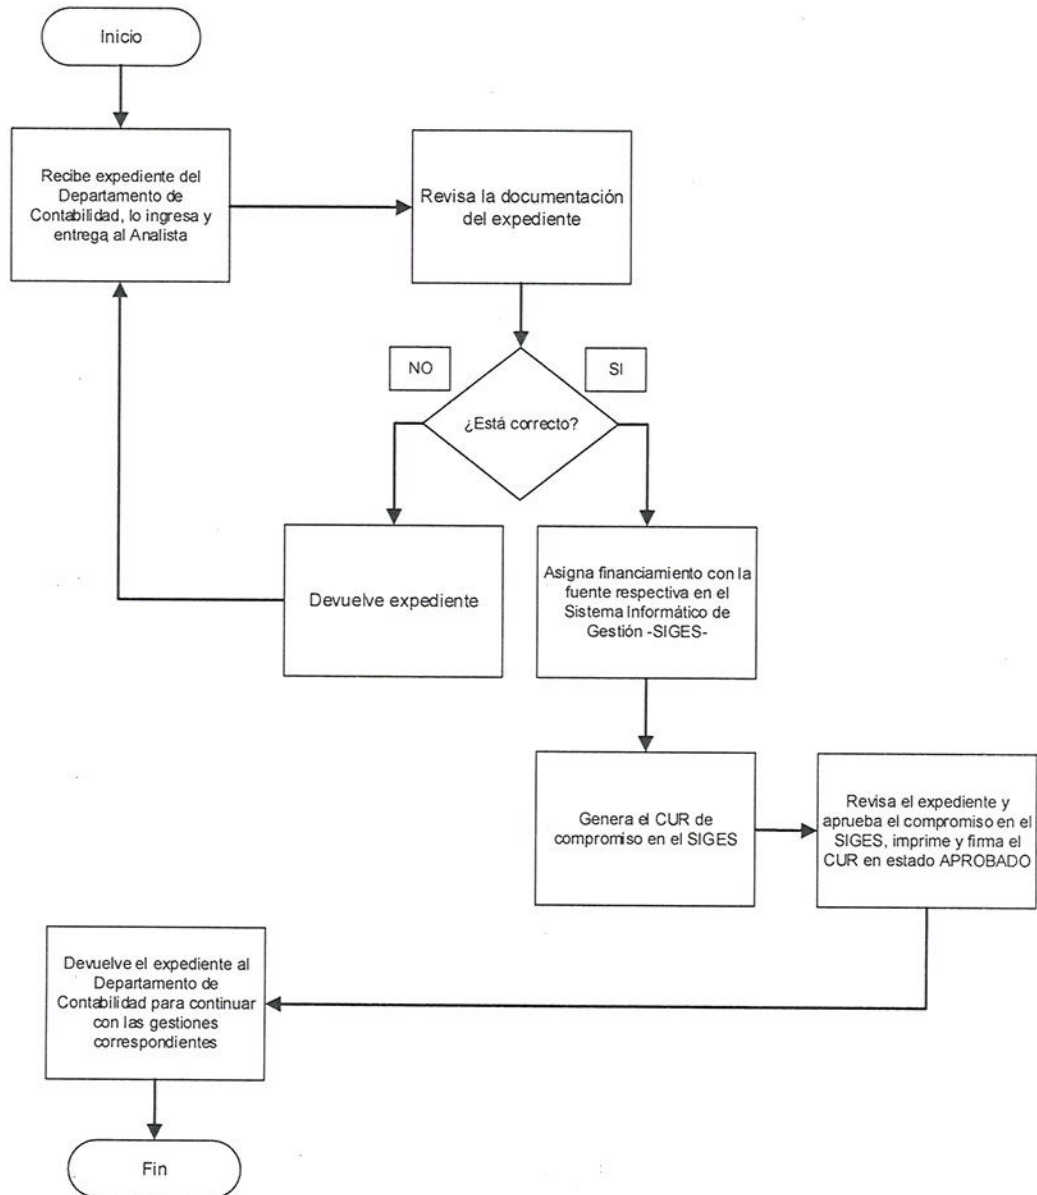 Inicio
Recibe expediente del
Departamento de
Contabilidad, lo ingresa y
entrega al Analista
Revisa la documentación
del expediente
NO
SI
¿Está correcto?
Devuelve expediente
Asigna financiamiento con la
fuente respectiva en el
Sistema Informático de
Gestión -SIGES-
Genera el CUR de
compromiso en el SIGES
Revisa el expediente y
aprueba el compromiso en el
SIGES, imprime y firma el
CUR en estado APROBADO
Devuelve el expediente al
Departamento de
Contabilidad para continuar
con las gestiones
correspondientes
Fin